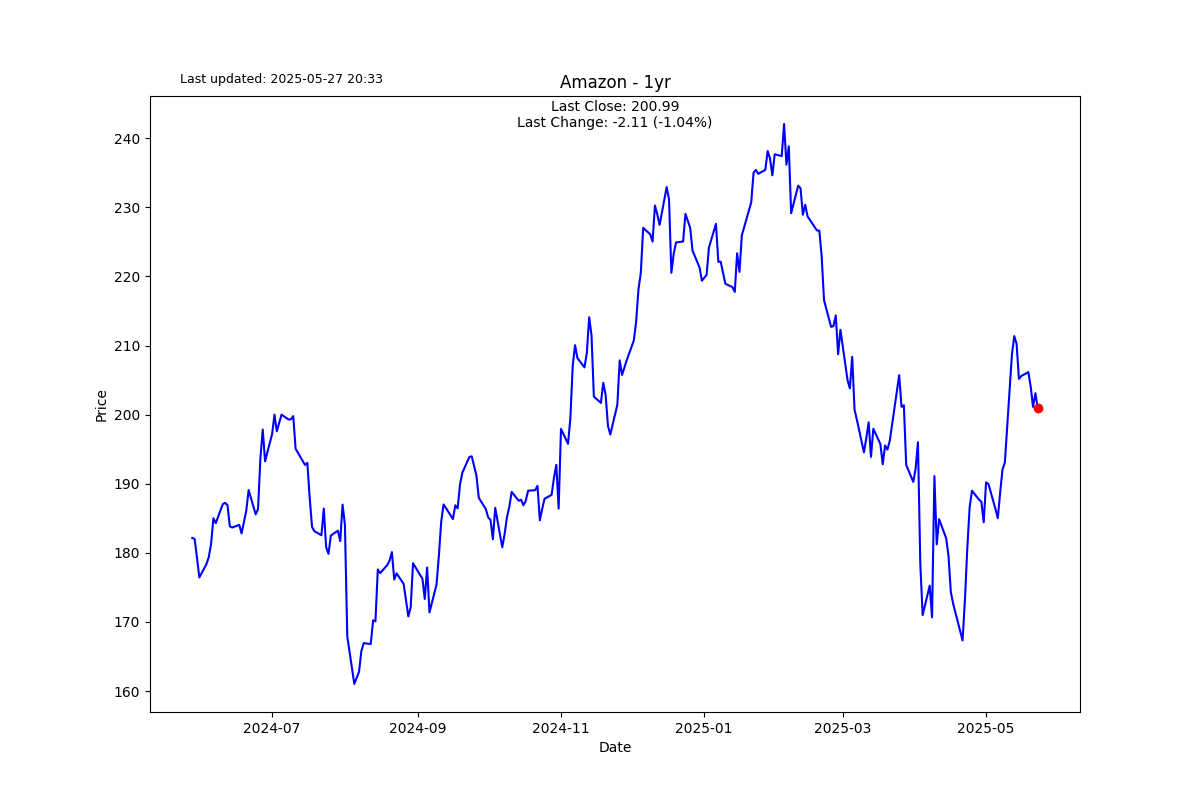 Last updated: 2025-05-27 20:33
Amazon - 1yr
Last Close: 200.99
Last Change: -2.11 (-1.04%)
Price
240
230
220
210
200
190
180
170
160
2024-07
2024-09
2024-11
2025-01
2025-03
2025-05
Date